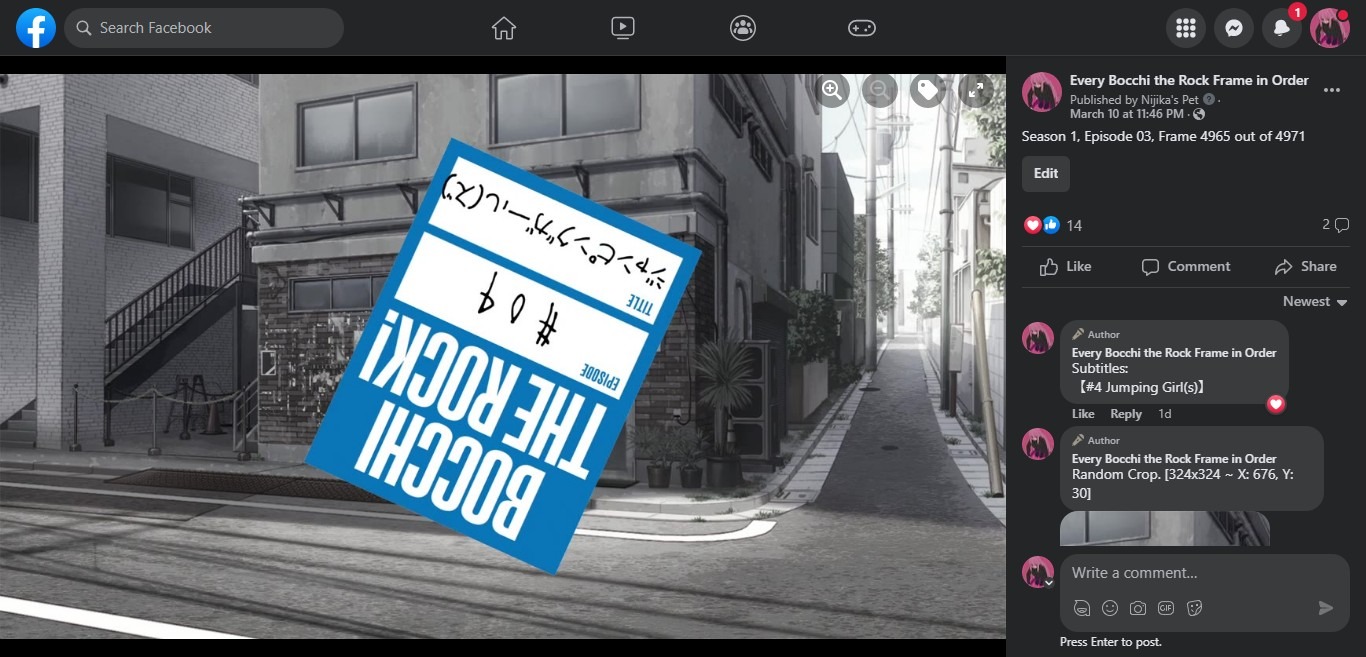 Search Facebook
1
BOCCHI
THE ROCK!
EPISODE
#04
TITLE
ジャンピングガール(ズ)
Every Bocchi the Rock Frame in Order
Published by Nijika's Pet ·
March 10 at 11:46 PM ·
Season 1, Episode 03, Frame 4965 out of 4971
Edit
14
2
Like Comment Share
Newest
Author
Every Bocchi the Rock Frame in Order
Subtitles:
【#4 Jumping Girl(s)】
Like Reply 1d
Author
Every Bocchi the Rock Frame in Order
Random Crop. [324x324 ~ X: 676, Y:
30]
Write a comment...
GIF
Press Enter to post.